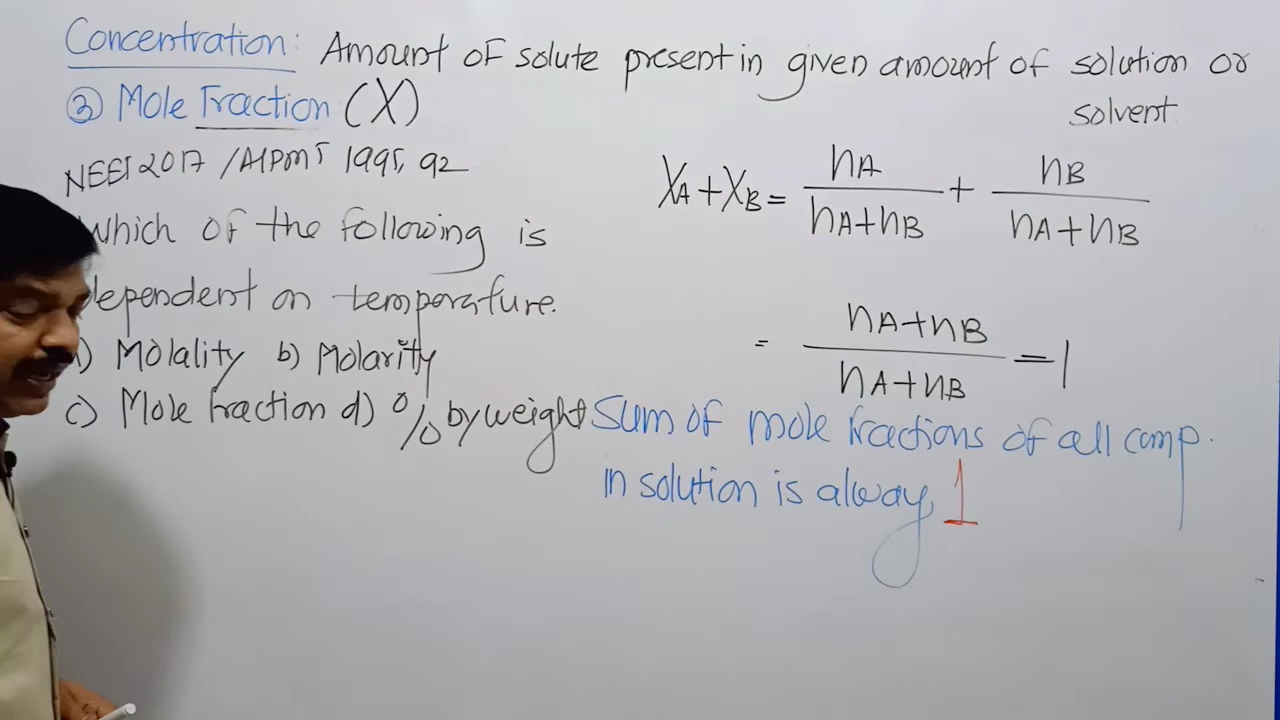 Concentration: Amount of solute present in given amount of solution or
solvent
③ Mole Fraction (X)
NEET 2017 / AIPMT 1995, 92
Which of the following is
dependent on temperature.
a) Molality b) Molarity
c) Mole fraction d) % by weight
XA + XB = nA/(nA+nB) + nB/(nA+nB)
= (nA+nB)/(nA+nB) = 1
Sum of mole fractions of all comp.
in solution is alway, 1